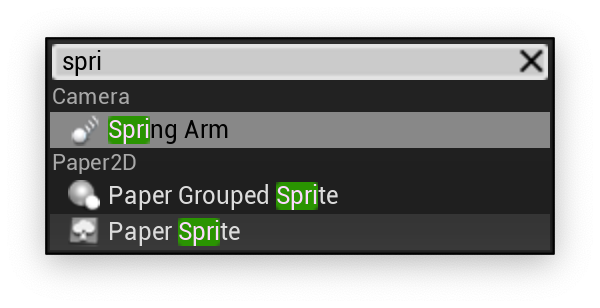 spri
Camera
Spring Arm
Paper2D
Paper Grouped Sprite
Paper Sprite